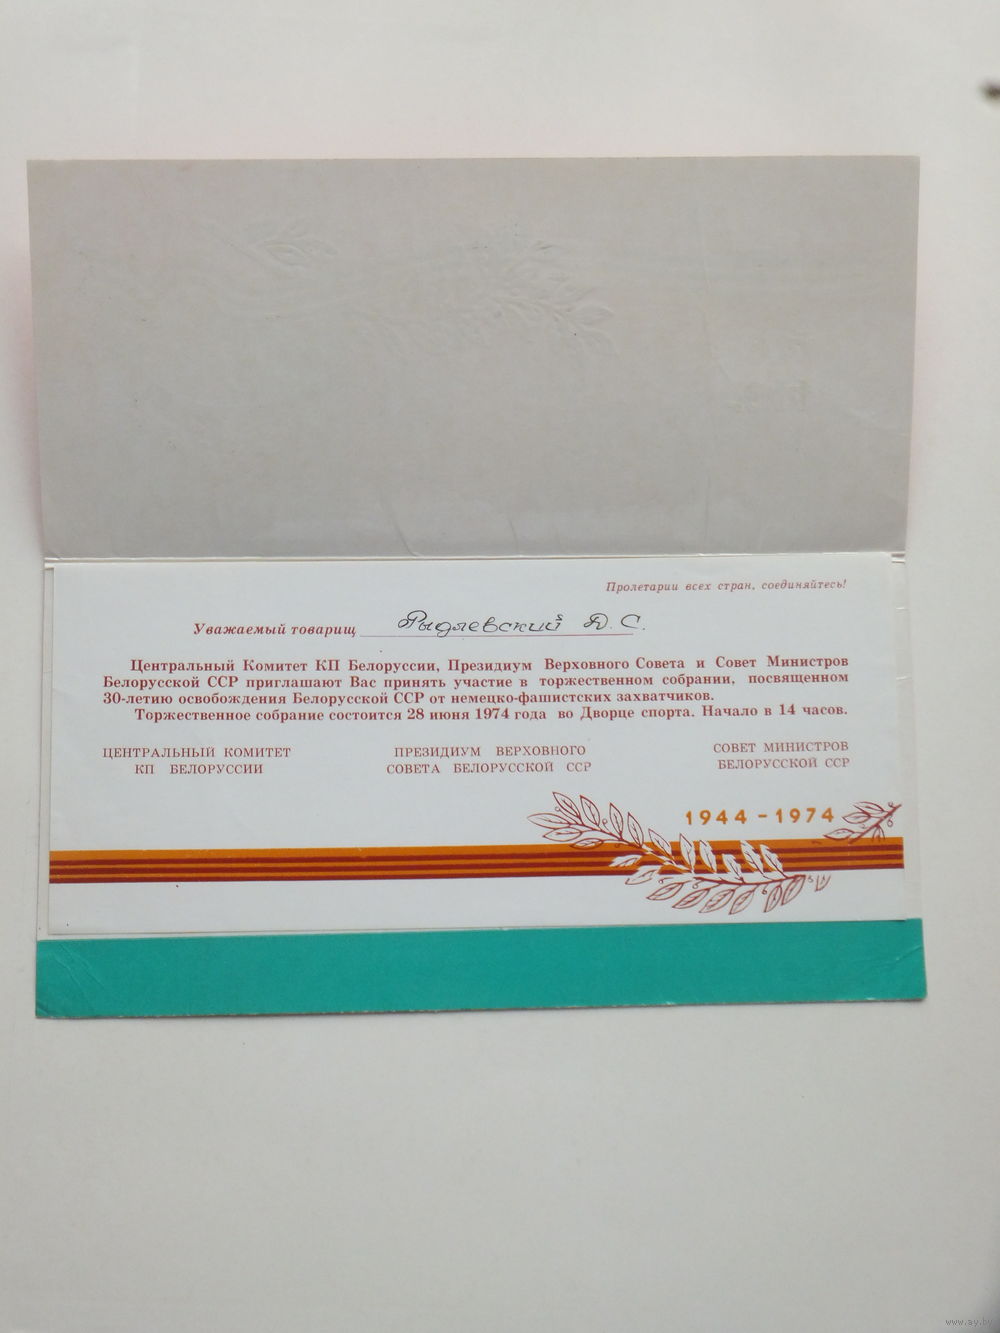 Пролетарии всех стран, соединяйтесь!
Уважаемый товарищ Рыдлевский Д. С.
Центральный Комитет КП Белоруссии, Президиум Верховного Совета и Совет Министров
Белорусской ССР приглашают Вас принять участие в торжественном собрании, посвященном
30-летию освобождения Белорусской ССР от немецко-фашистских захватчиков.
Торжественное собрание состоится 28 июня 1974 года во Дворце спорта. Начало в 14 часов.
ЦЕНТРАЛЬНЫЙ КОМИТЕТ
КП БЕЛОРУССИИ
ПРЕЗИДИУМ ВЕРХОВНОГО
СОВЕТА БЕЛОРУССКОЙ ССР
СОВЕТ МИНИСТРОВ
БЕЛОРУССКОЙ ССР
1944 - 1974
www.ay.by